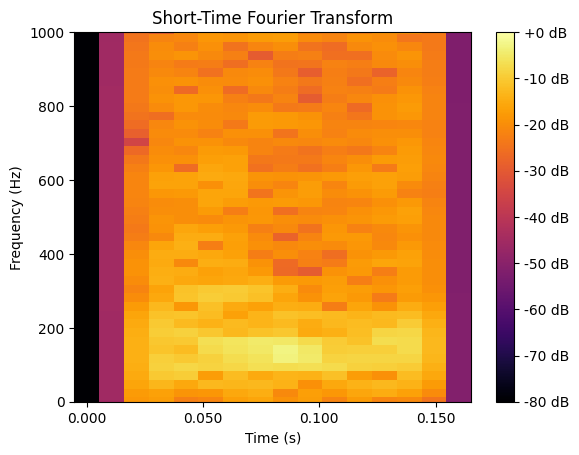 Short-Time Fourier Transform
1000
800
600
400
200
0
Frequency (Hz)
0.000
0.050
0.100
0.150
Time (s)
+0 dB
-10 dB
-20 dB
-30 dB
-40 dB
-50 dB
-60 dB
-70 dB
-80 dB